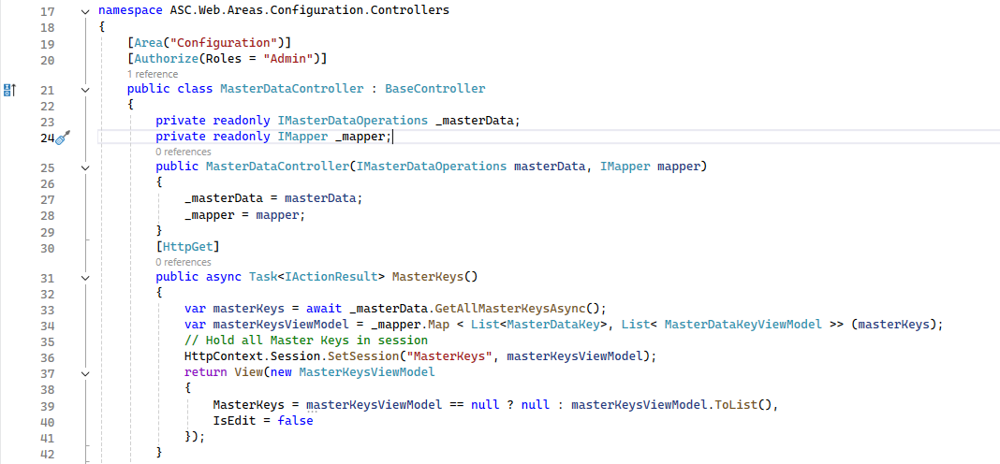 17 namespace ASC.Web.Areas.Configuration.Controllers
18 {
19 [Area("Configuration")]
20 [Authorize(Roles = "Admin")]
1 reference
21 public class MasterDataController : BaseController
22 {
23 private readonly IMasterDataOperations _masterData;
24 private readonly IMapper _mapper;
0 references
25 public MasterDataController(IMasterDataOperations masterData, IMapper mapper)
26 {
27 _masterData = masterData;
28 _mapper = mapper;
29 }
30 [HttpGet]
0 references
31 public async Task<IActionResult> MasterKeys()
32 {
33 var masterKeys = await _masterData.GetAllMasterKeysAsync();
34 var masterKeysViewModel = _mapper.Map < List<MasterDataKey>, List< MasterDataKeyViewModel >> (masterKeys);
35 // Hold all Master Keys in session
36 HttpContext.Session.SetSession("MasterKeys", masterKeysViewModel);
37 return View(new MasterKeysViewModel
38 {
39 MasterKeys = masterKeysViewModel == null ? null : masterKeysViewModel.ToList(),
40 IsEdit = false
41 });
42 }